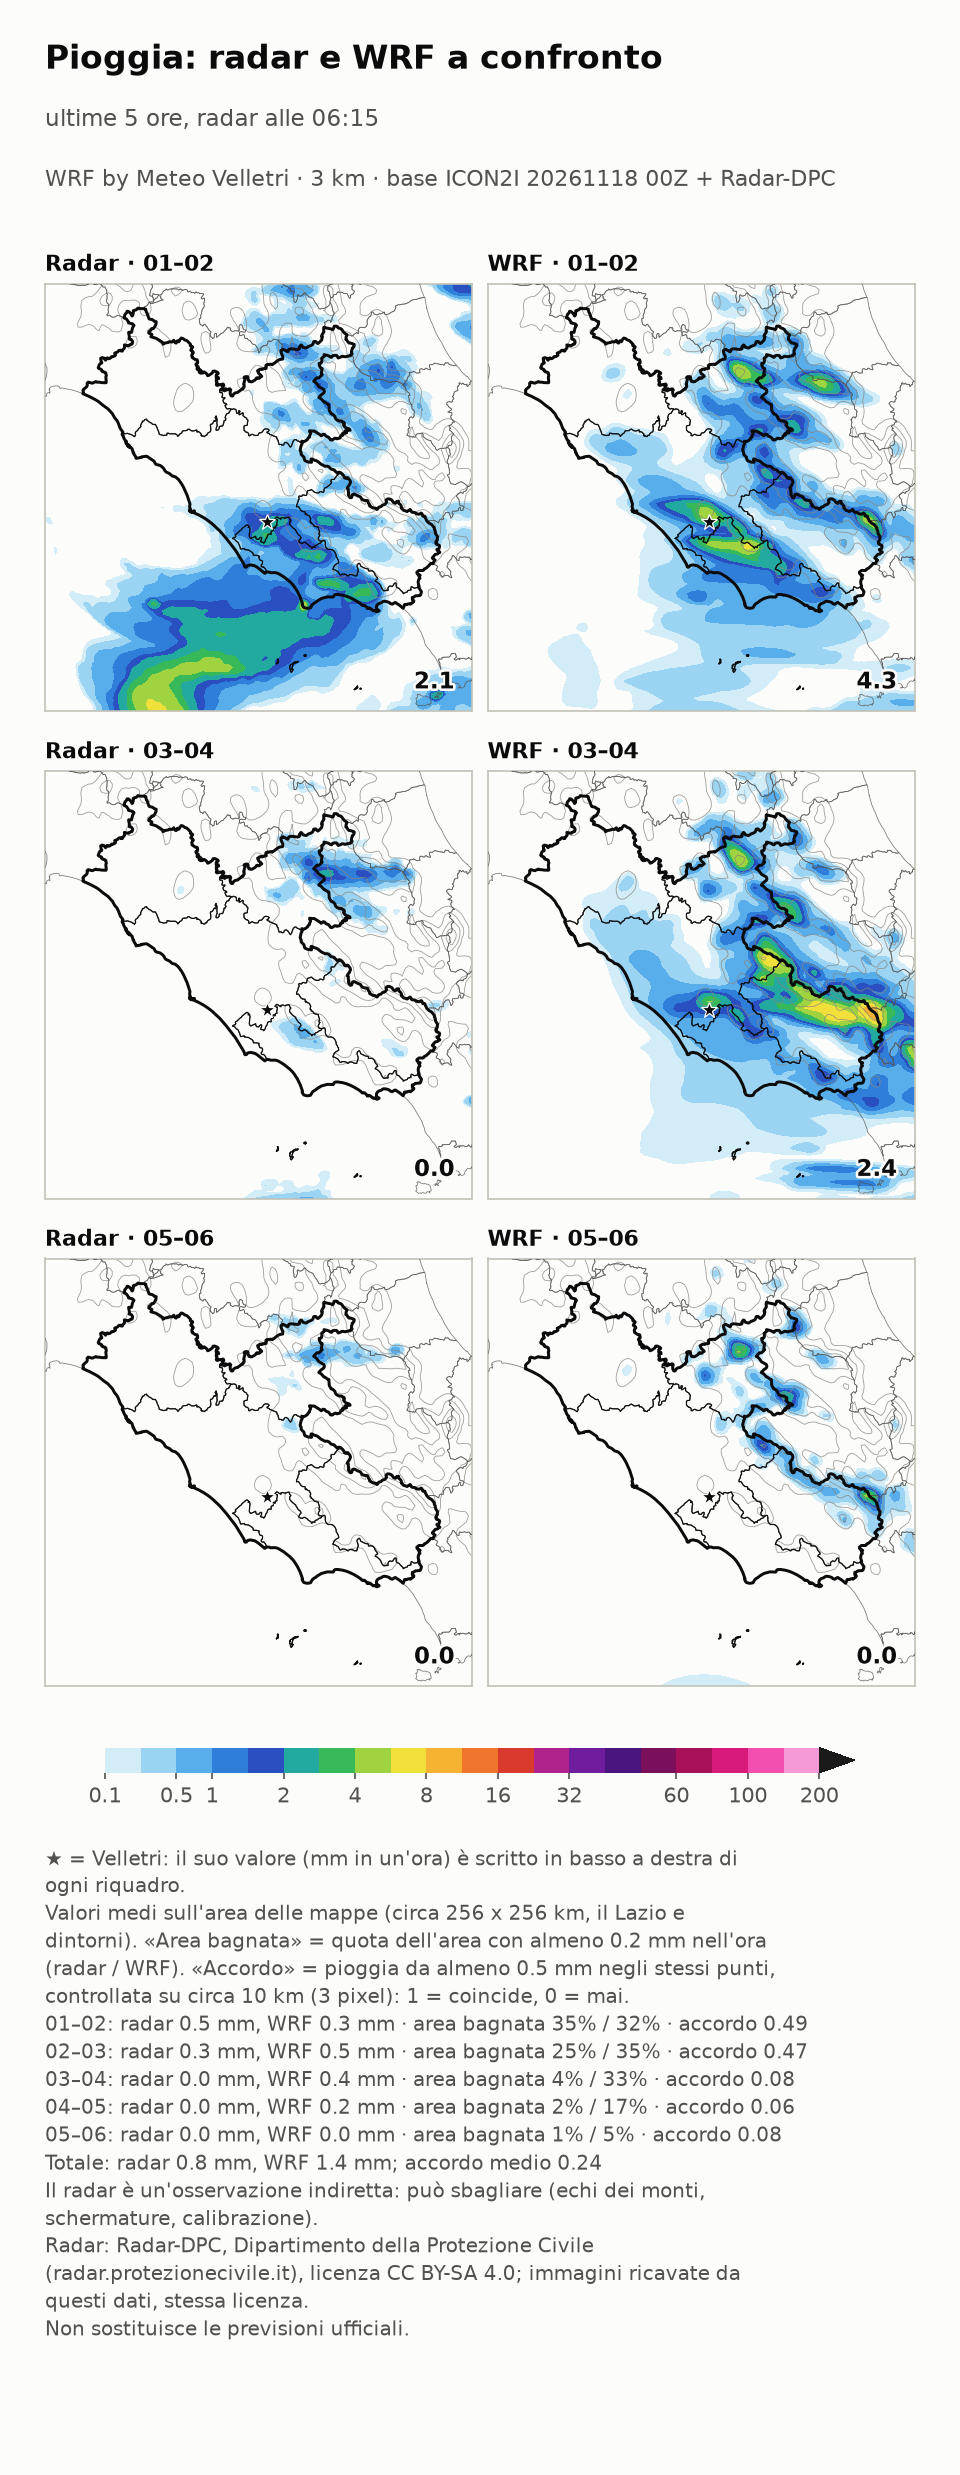 Pioggia: radar e WRF a confronto
ultime 5 ore, radar alle 06:15
WRF by Meteo Velletri · 3 km · base ICON2I 20261118 00Z + Radar-DPC
Radar · 01–02
WRF · 01–02
2.1
4.3
Radar · 03–04
WRF · 03–04
0.0
2.4
Radar · 05–06
WRF · 05–06
0.0
0.0
0.1 0.5 1 2 4 8 16 32 60 100 200
★ = Velletri: il suo valore (mm in un'ora) è scritto in basso a destra di
ogni riquadro.
Valori medi sull'area delle mappe (circa 256 x 256 km, il Lazio e
dintorni). «Area bagnata» = quota dell'area con almeno 0.2 mm nell'ora
(radar / WRF). «Accordo» = pioggia da almeno 0.5 mm negli stessi punti,
controllata su circa 10 km (3 pixel): 1 = coincide, 0 = mai.
01–02: radar 0.5 mm, WRF 0.3 mm · area bagnata 35% / 32% · accordo 0.49
02–03: radar 0.3 mm, WRF 0.5 mm · area bagnata 25% / 35% · accordo 0.47
03–04: radar 0.0 mm, WRF 0.4 mm · area bagnata 4% / 33% · accordo 0.08
04–05: radar 0.0 mm, WRF 0.2 mm · area bagnata 2% / 17% · accordo 0.06
05–06: radar 0.0 mm, WRF 0.0 mm · area bagnata 1% / 5% · accordo 0.08
Totale: radar 0.8 mm, WRF 1.4 mm; accordo medio 0.24
Il radar è un'osservazione indiretta: può sbagliare (echi dei monti,
schermature, calibrazione).
Radar: Radar-DPC, Dipartimento della Protezione Civile
(radar.protezionecivile.it), licenza CC BY-SA 4.0; immagini ricavate da
questi dati, stessa licenza.
Non sostituisce le previsioni ufficiali.